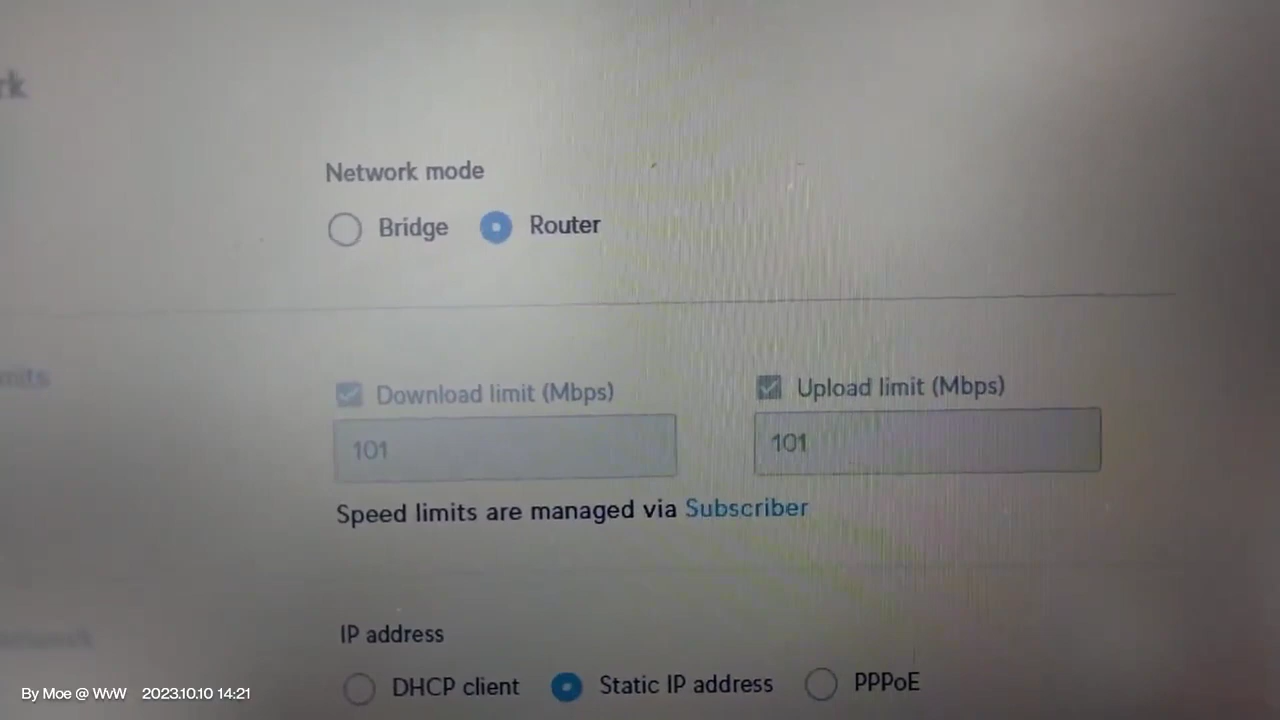 Network mode
Bridge Router
Download limit (Mbps) Upload limit (Mbps)
101 101
Speed limits are managed via Subscriber
IP address
DHCP client Static IP address PPPoE
By Moe @ WvW 2023.10.10 14:21